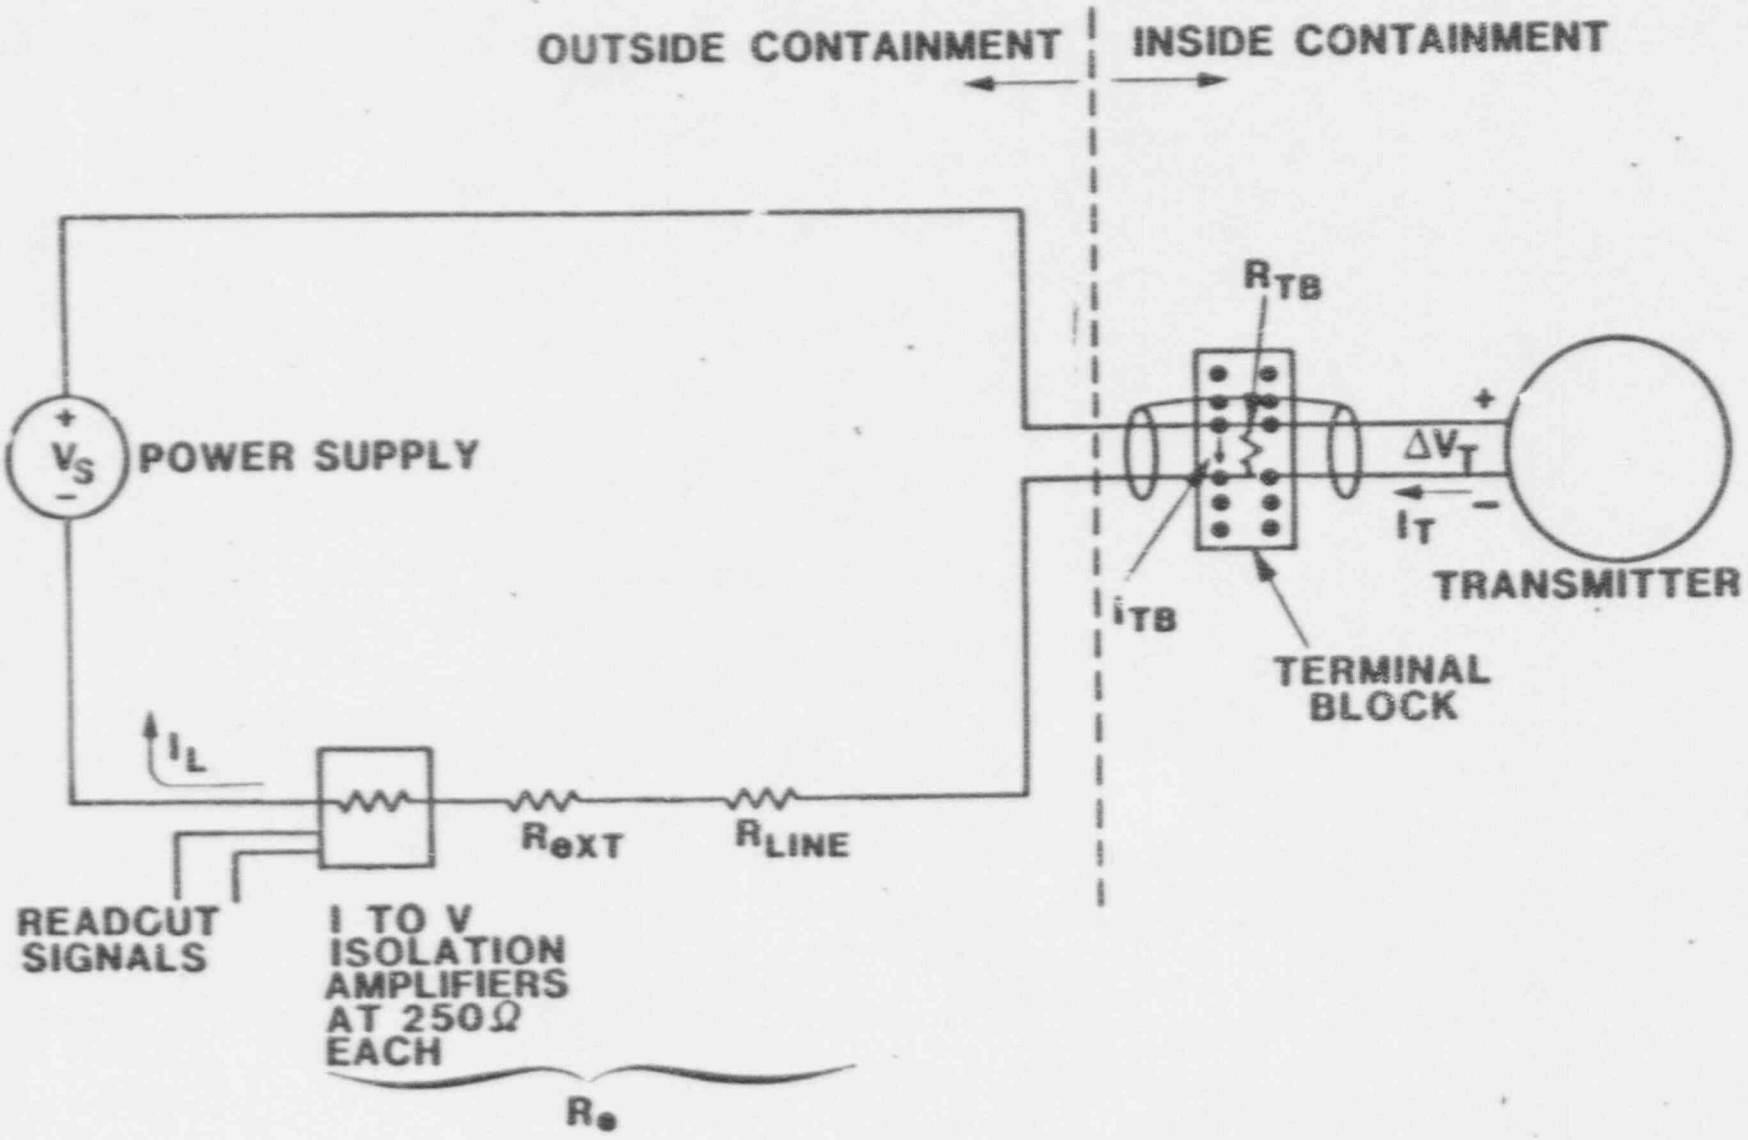 OUTSIDE CONTAINMENT
INSIDE CONTAINMENT
RTB
+
VS
-
POWER SUPPLY
+
ΔVT
-
IT
TRANSMITTER
iTB
TERMINAL
BLOCK
IL
ReXT
RLINE
READOUT
SIGNALS
I TO V
ISOLATION
AMPLIFIERS
AT 250Ω
EACH
Re